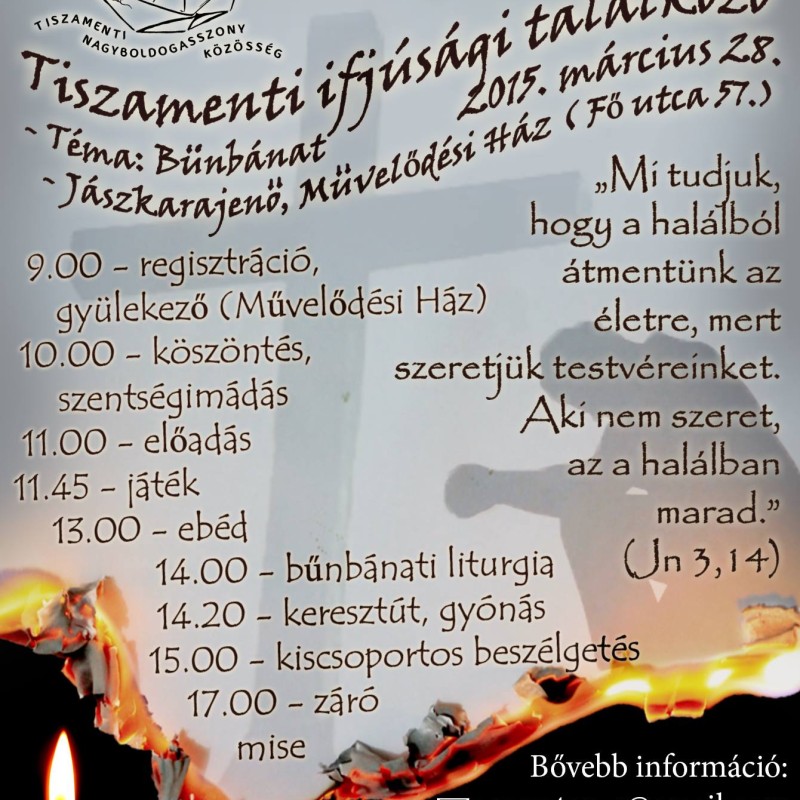 TISZAMENTI
NAGYBOLDOGASSZONY
KÖZÖSSÉG
Tiszamenti ifjúsági találkozó
2015. március 28.
~ Téma: Bűnbánat
~ Jászkarajenő, Művelődési Ház (Fő utca 57.)
„Mi tudjuk,
hogy a halálból
átmentünk az
életre, mert
szeretjük testvéreinket.
Aki nem szeret,
az a halálban
marad.”
(Jn 3,14)
9.00 – regisztráció,
gyülekező (Művelődési Ház)
10.00 – köszöntés,
szentségimádás
11.00 – előadás
11.45 – játék
13.00 – ebéd
14.00 – bűnbánati liturgia
14.20 – keresztút, gyónás
15.00 – kiscsoportos beszélgetés
17.00 – záró
mise
Bővebb információ: